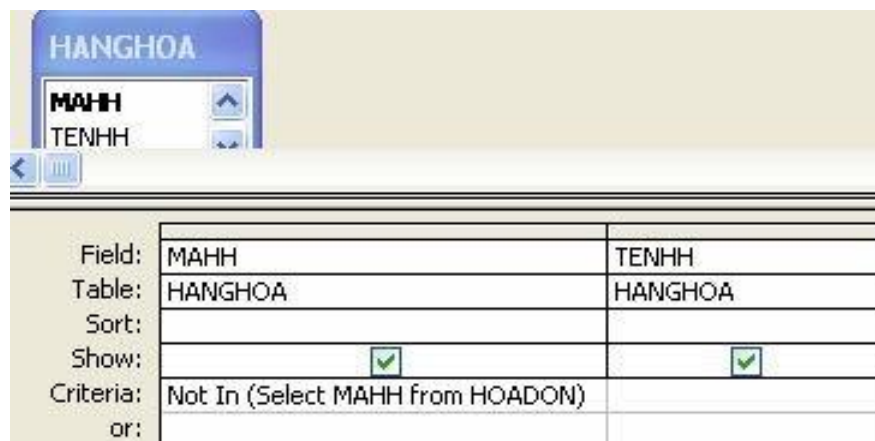 HANGHOA
MAHH
TENHH
Field: MAHH TENHH
Table: HANGHOA HANGHOA
Sort:
Show:
Criteria: Not In (Select MAHH from HOADON)
or: